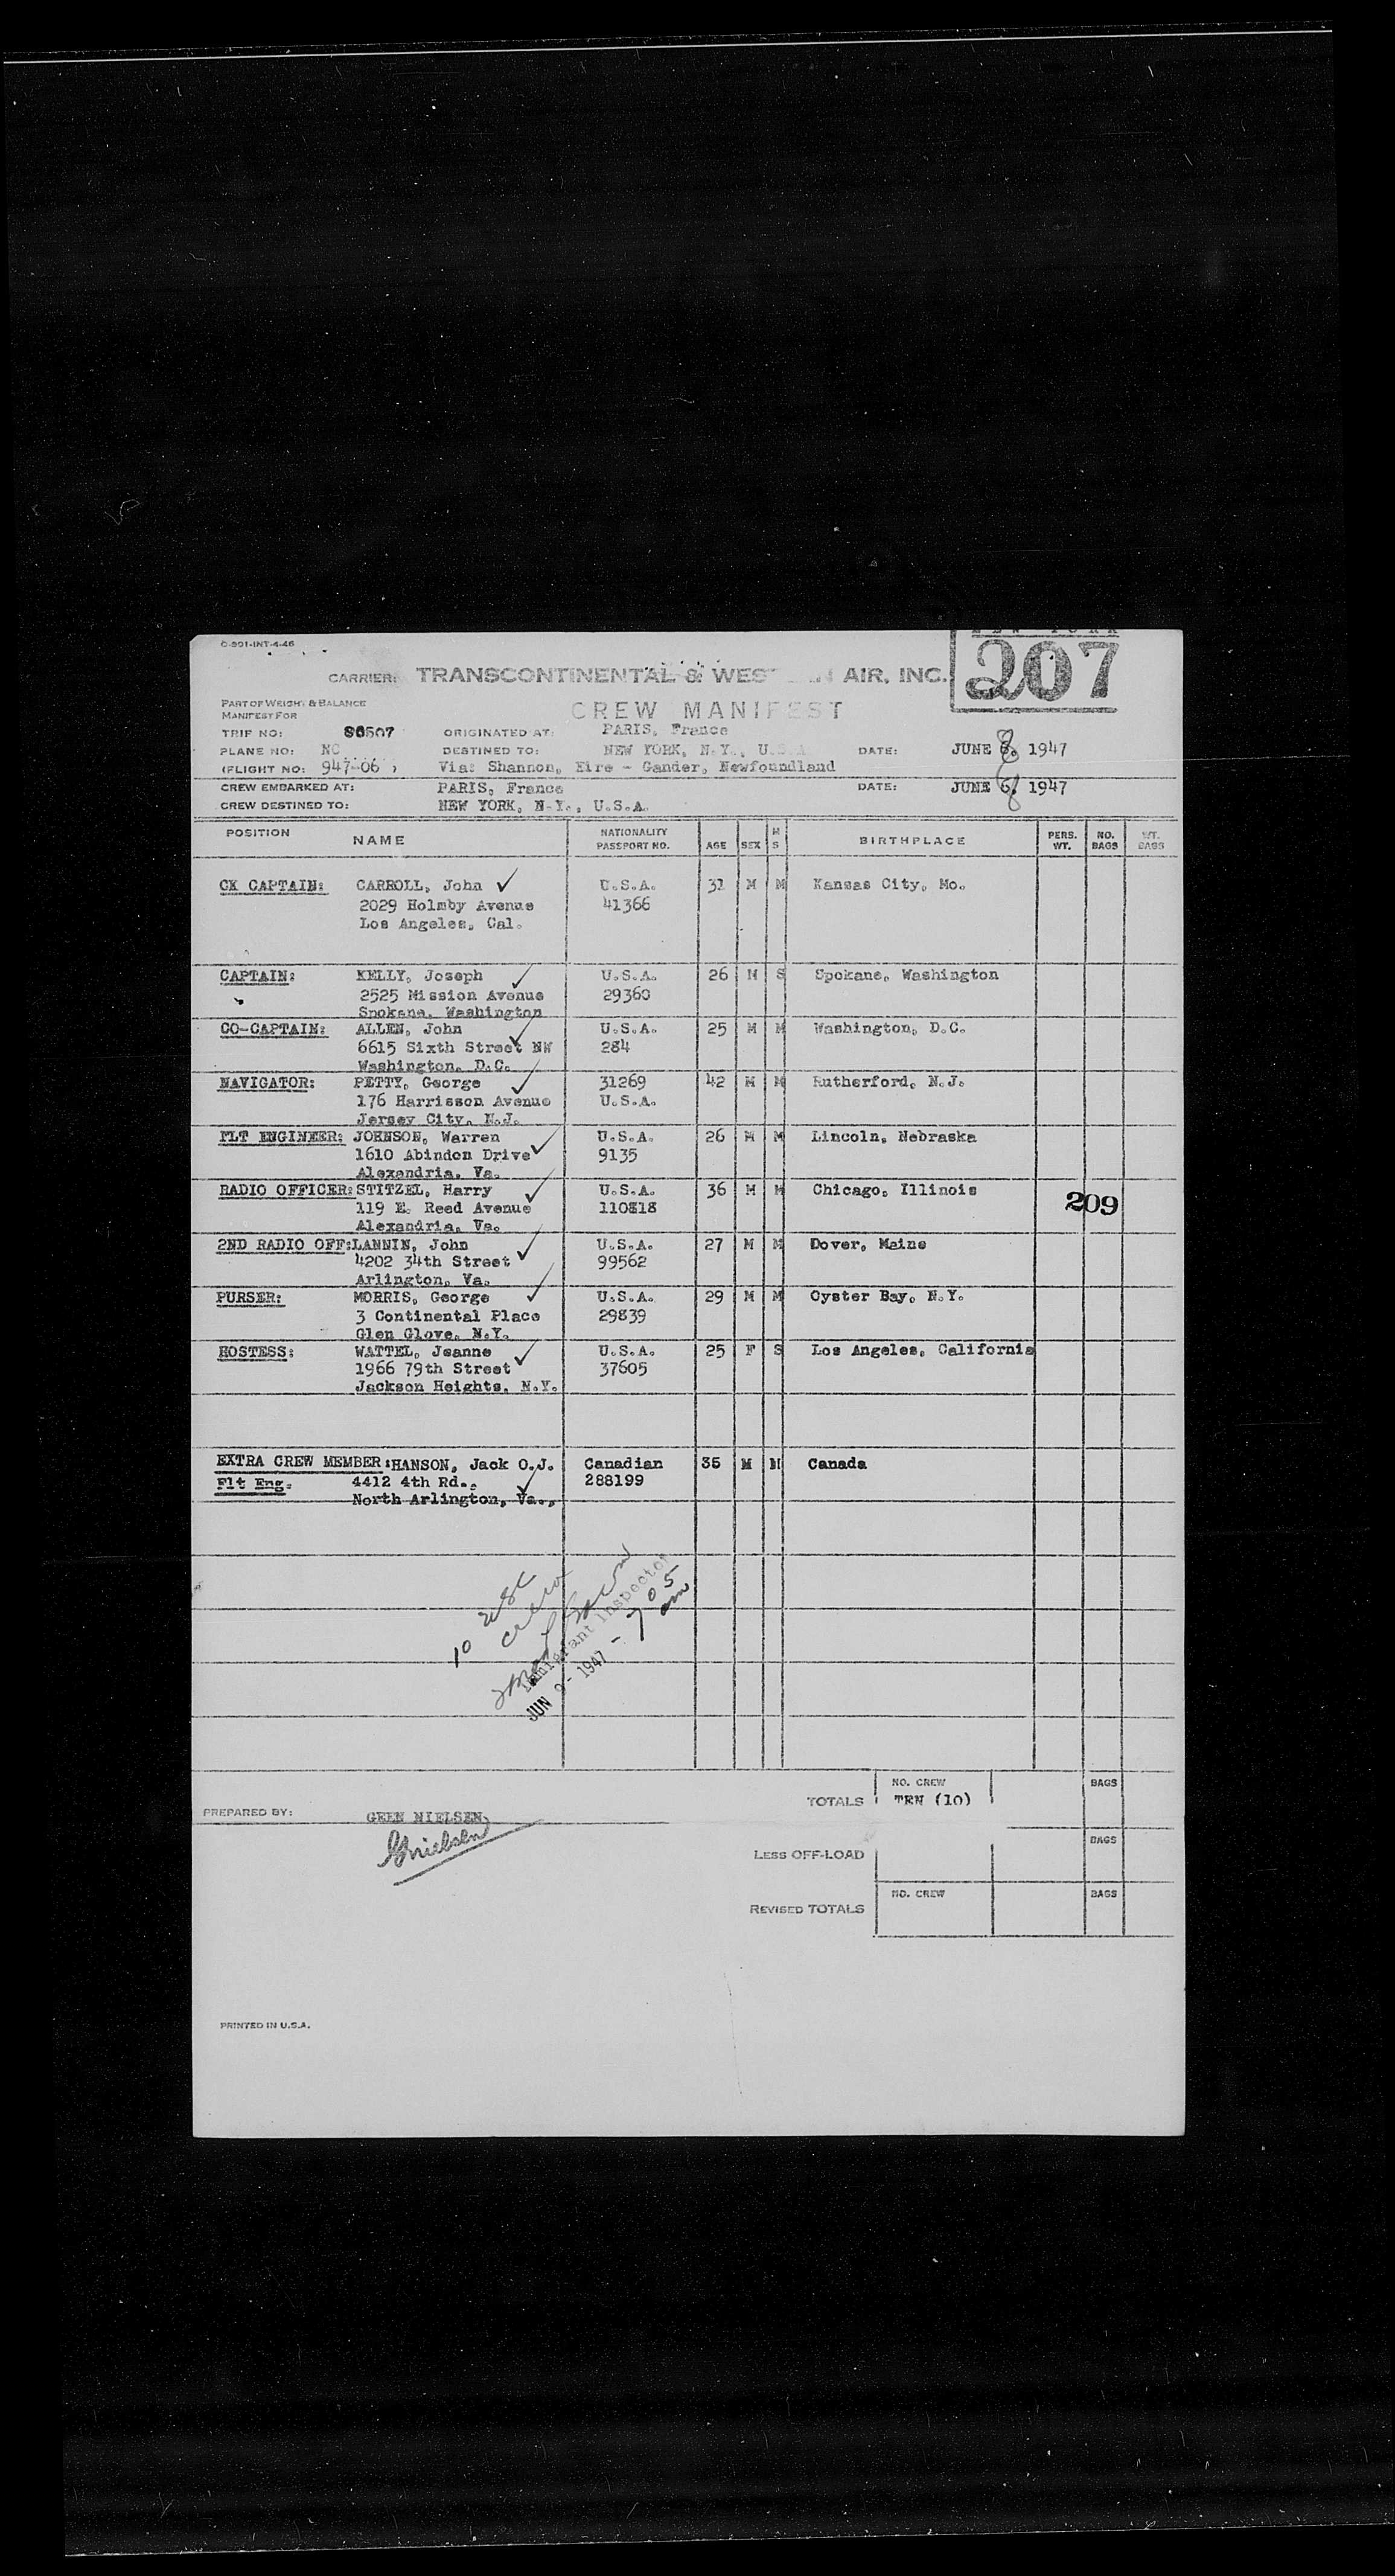 C-901-INT-4-46
NEW YORK
207
CARRIER: TRANSCONTINENTAL & WES AIR, INC.
PART OF WEIGHT & BALANCE
MANIFEST FOR
CREW MANIFEST
TRIP NO: 86507 ORIGINATED AT: PARIS, France
PLANE NO: NC DESTINED TO: NEW YORK, N.Y., U.S.A. DATE: JUNE 8 1947
(FLIGHT NO: 947-06 ) Via: Shannon, Eire - Gander, Newfoundland
CREW EMBARKED AT: PARIS, France DATE: JUNE 8 1947
CREW DESTINED TO: NEW YORK, N.Y., U.S.A.
POSITION NAME NATIONALITY PASSPORT NO. AGE SEX M S BIRTHPLACE PERS. WT. NO. BAGS WT. BAGS
CK CAPTAIN: CARROLL, John ✓ U.S.A. 31 M M Kansas City, Mo.
2029 Holmby Avenue 41366
Los Angeles, Cal.
CAPTAIN: KELLY, Joseph ✓ U.S.A. 26 M S Spokane, Washington
2525 Mission Avenue 29360
Spokane, Washington
CO-CAPTAIN: ALLEN, John ✓ U.S.A. 25 M M Washington, D.C.
6615 Sixth Street NW 284
Washington, D.C.
NAVIGATOR: PETTY, George ✓ 31269 42 M M Rutherford, N.J.
176 Harrisson Avenue U.S.A.
Jersey City, N.J.
FLT ENGINEER: JOHNSON, Warren ✓ U.S.A. 26 M M Lincoln, Nebraska
1610 Abindon Drive 9135
Alexandria, Va.
RADIO OFFICER: STITZEL, Harry ✓ U.S.A. 36 M M Chicago, Illinois
119 E. Reed Avenue 110818 209
Alexandria, Va.
2ND RADIO OFF: LANNIN, John ✓ U.S.A. 27 M M Dover, Maine
4202 34th Street 99562
Arlington, Va.
PURSER: MORRIS, George ✓ U.S.A. 29 M M Oyster Bay, N.Y.
3 Continental Place 29839
Glen Glove, N.Y.
HOSTESS: WATTEL, Jeanne ✓ U.S.A. 25 F S Los Angeles, California
1966 79th Street 37605
Jackson Heights, N.Y.
EXTRA CREW MEMBER: HANSON, Jack O.J. Canadian 35 M M Canada
Flt Eng. 4412 4th Rd., ✓ 288199
North Arlington, Va.,
10 usc
crew
Immigrant Inspector
JUN 9 - 1947 - 7 05
am
TOTALS NO. CREW TEN (10) BAGS
PREPARED BY: GEEN NIELSEN
GNielsen
BAGS
LESS OFF-LOAD
NO. CREW BAGS
REVISED TOTALS
PRINTED IN U.S.A.